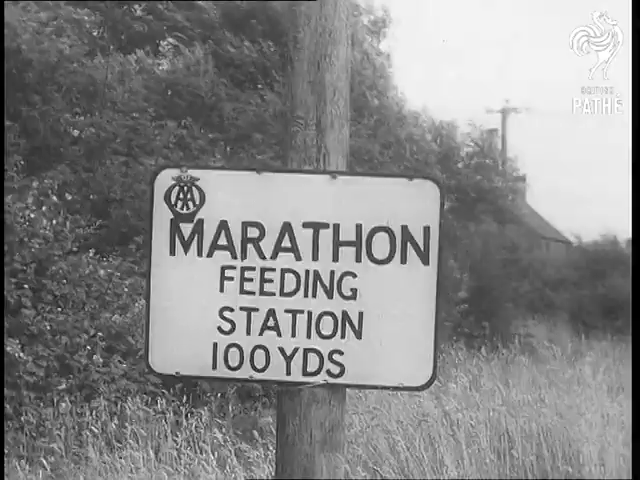 BRITISH
PATHÉ
AA
MARATHON
FEEDING
STATION
100 YDS